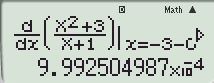 D Math ▲
d/dx(X²+3/X+1)|x=-3-0▷
9.992504987×10⁻⁴